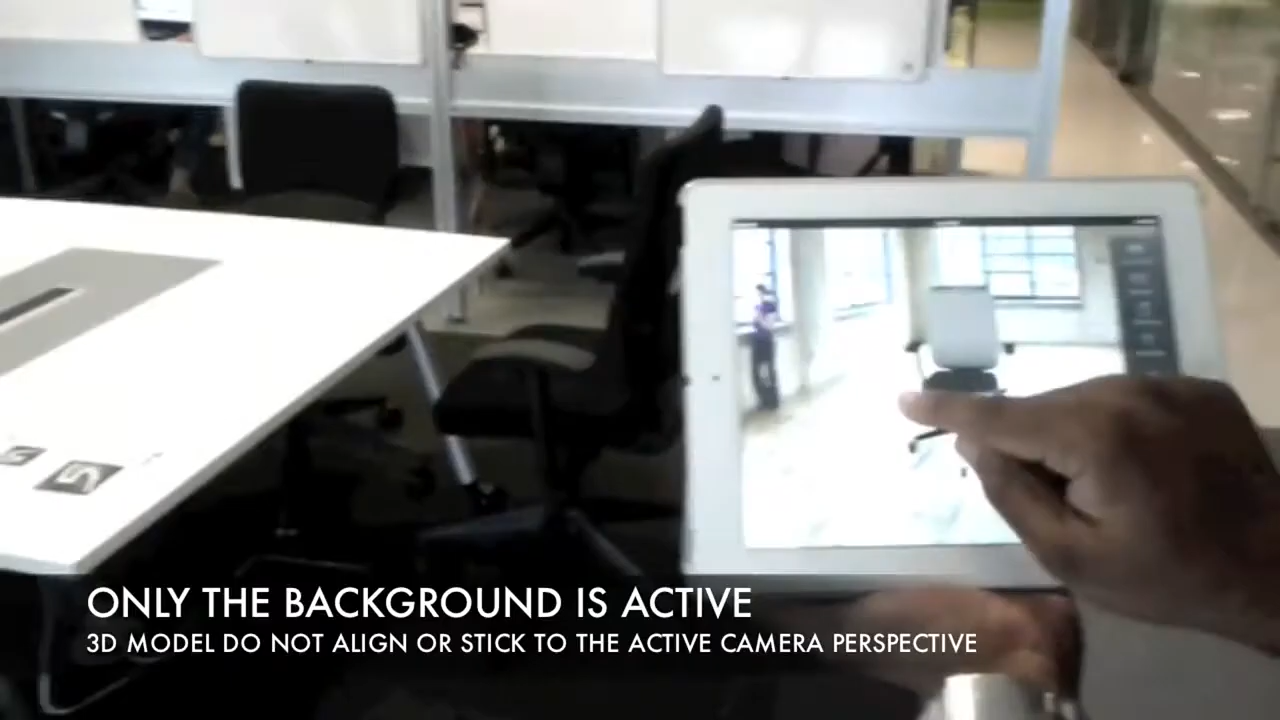 ONLY THE BACKGROUND IS ACTIVE
3D MODEL DO NOT ALIGN OR STICK TO THE ACTIVE CAMERA PERSPECTIVE